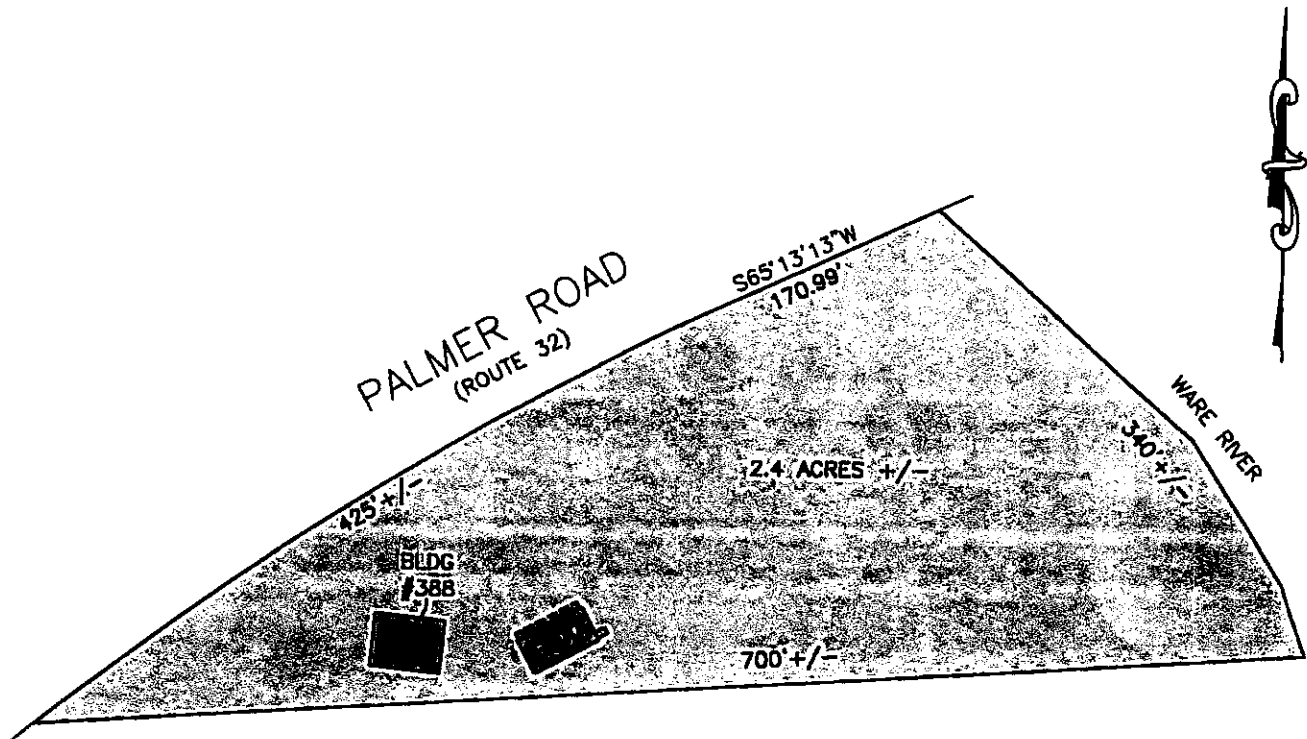 PALMER ROAD
(ROUTE 32)
S65°13'13"W
170.99'
WARE RIVER
340'+/-
2.4 ACRES +/-
425'+/-
BLDG
#388
700'+/-